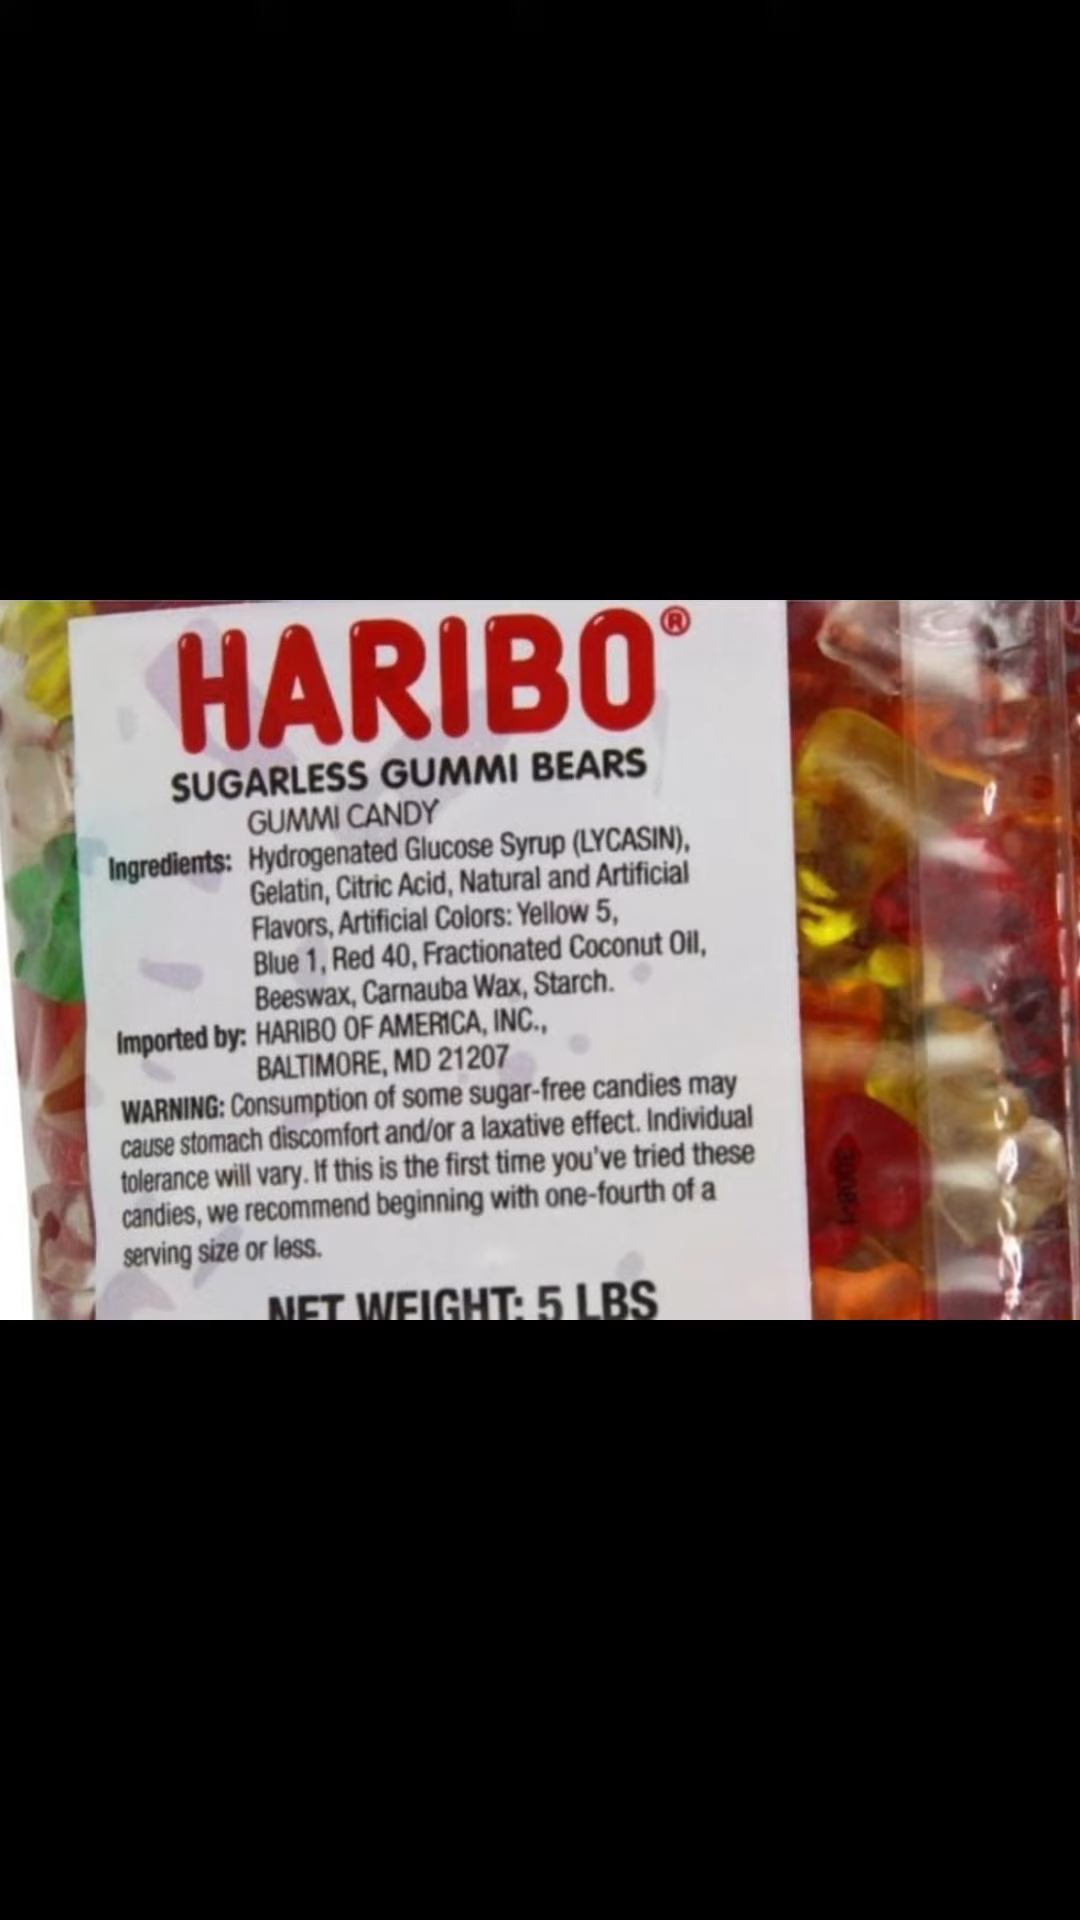 HARIBO®
SUGARLESS GUMMI BEARS
GUMMI CANDY
Ingredients: Hydrogenated Glucose Syrup (LYCASIN),
Gelatin, Citric Acid, Natural and Artificial
Flavors, Artificial Colors: Yellow 5,
Blue 1, Red 40, Fractionated Coconut Oil,
Beeswax, Carnauba Wax, Starch.
Imported by: HARIBO OF AMERICA, INC.,
BALTIMORE, MD 21207
WARNING: Consumption of some sugar-free candies may
cause stomach discomfort and/or a laxative effect. Individual
tolerance will vary. If this is the first time you've tried these
candies, we recommend beginning with one-fourth of a
serving size or less.
NET WEIGHT: 5 LBS